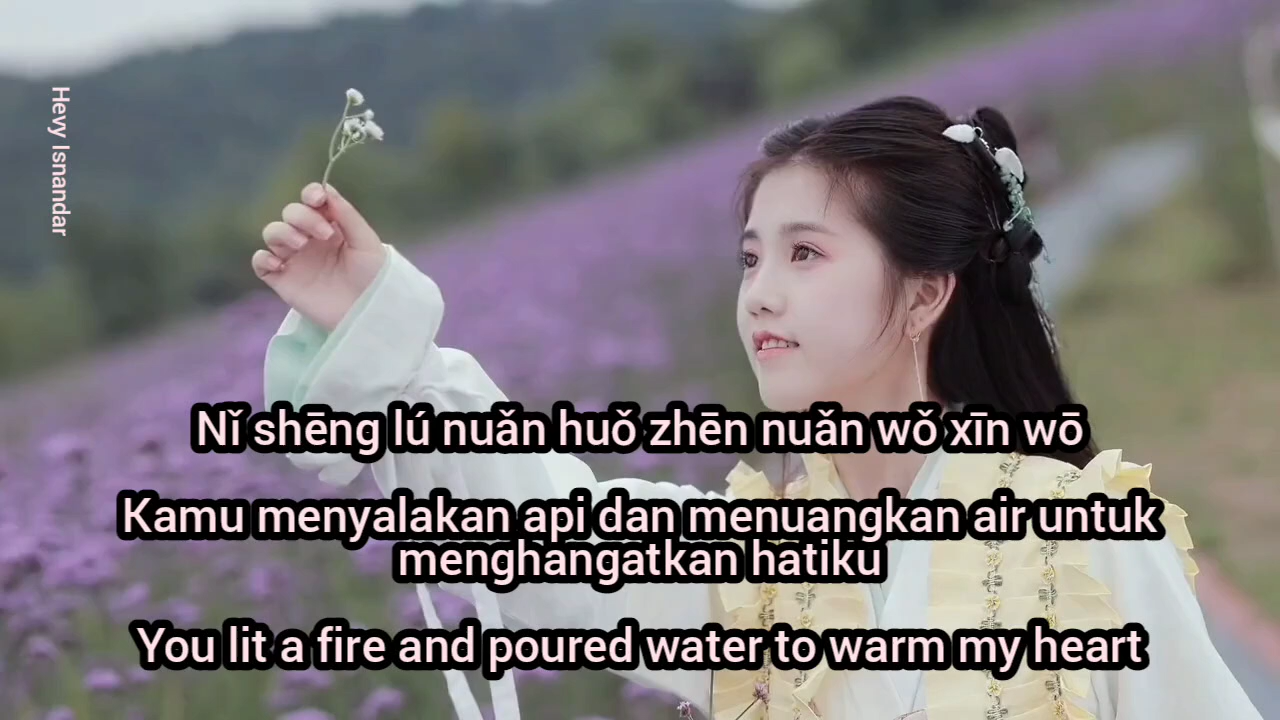 Hevy Isnandar
Nǐ shēng lú nuǎn huǒ zhēn nuǎn wǒ xīn wō
Kamu menyalakan api dan menuangkan air untuk
menghangatkan hatiku
You lit a fire and poured water to warm my heart